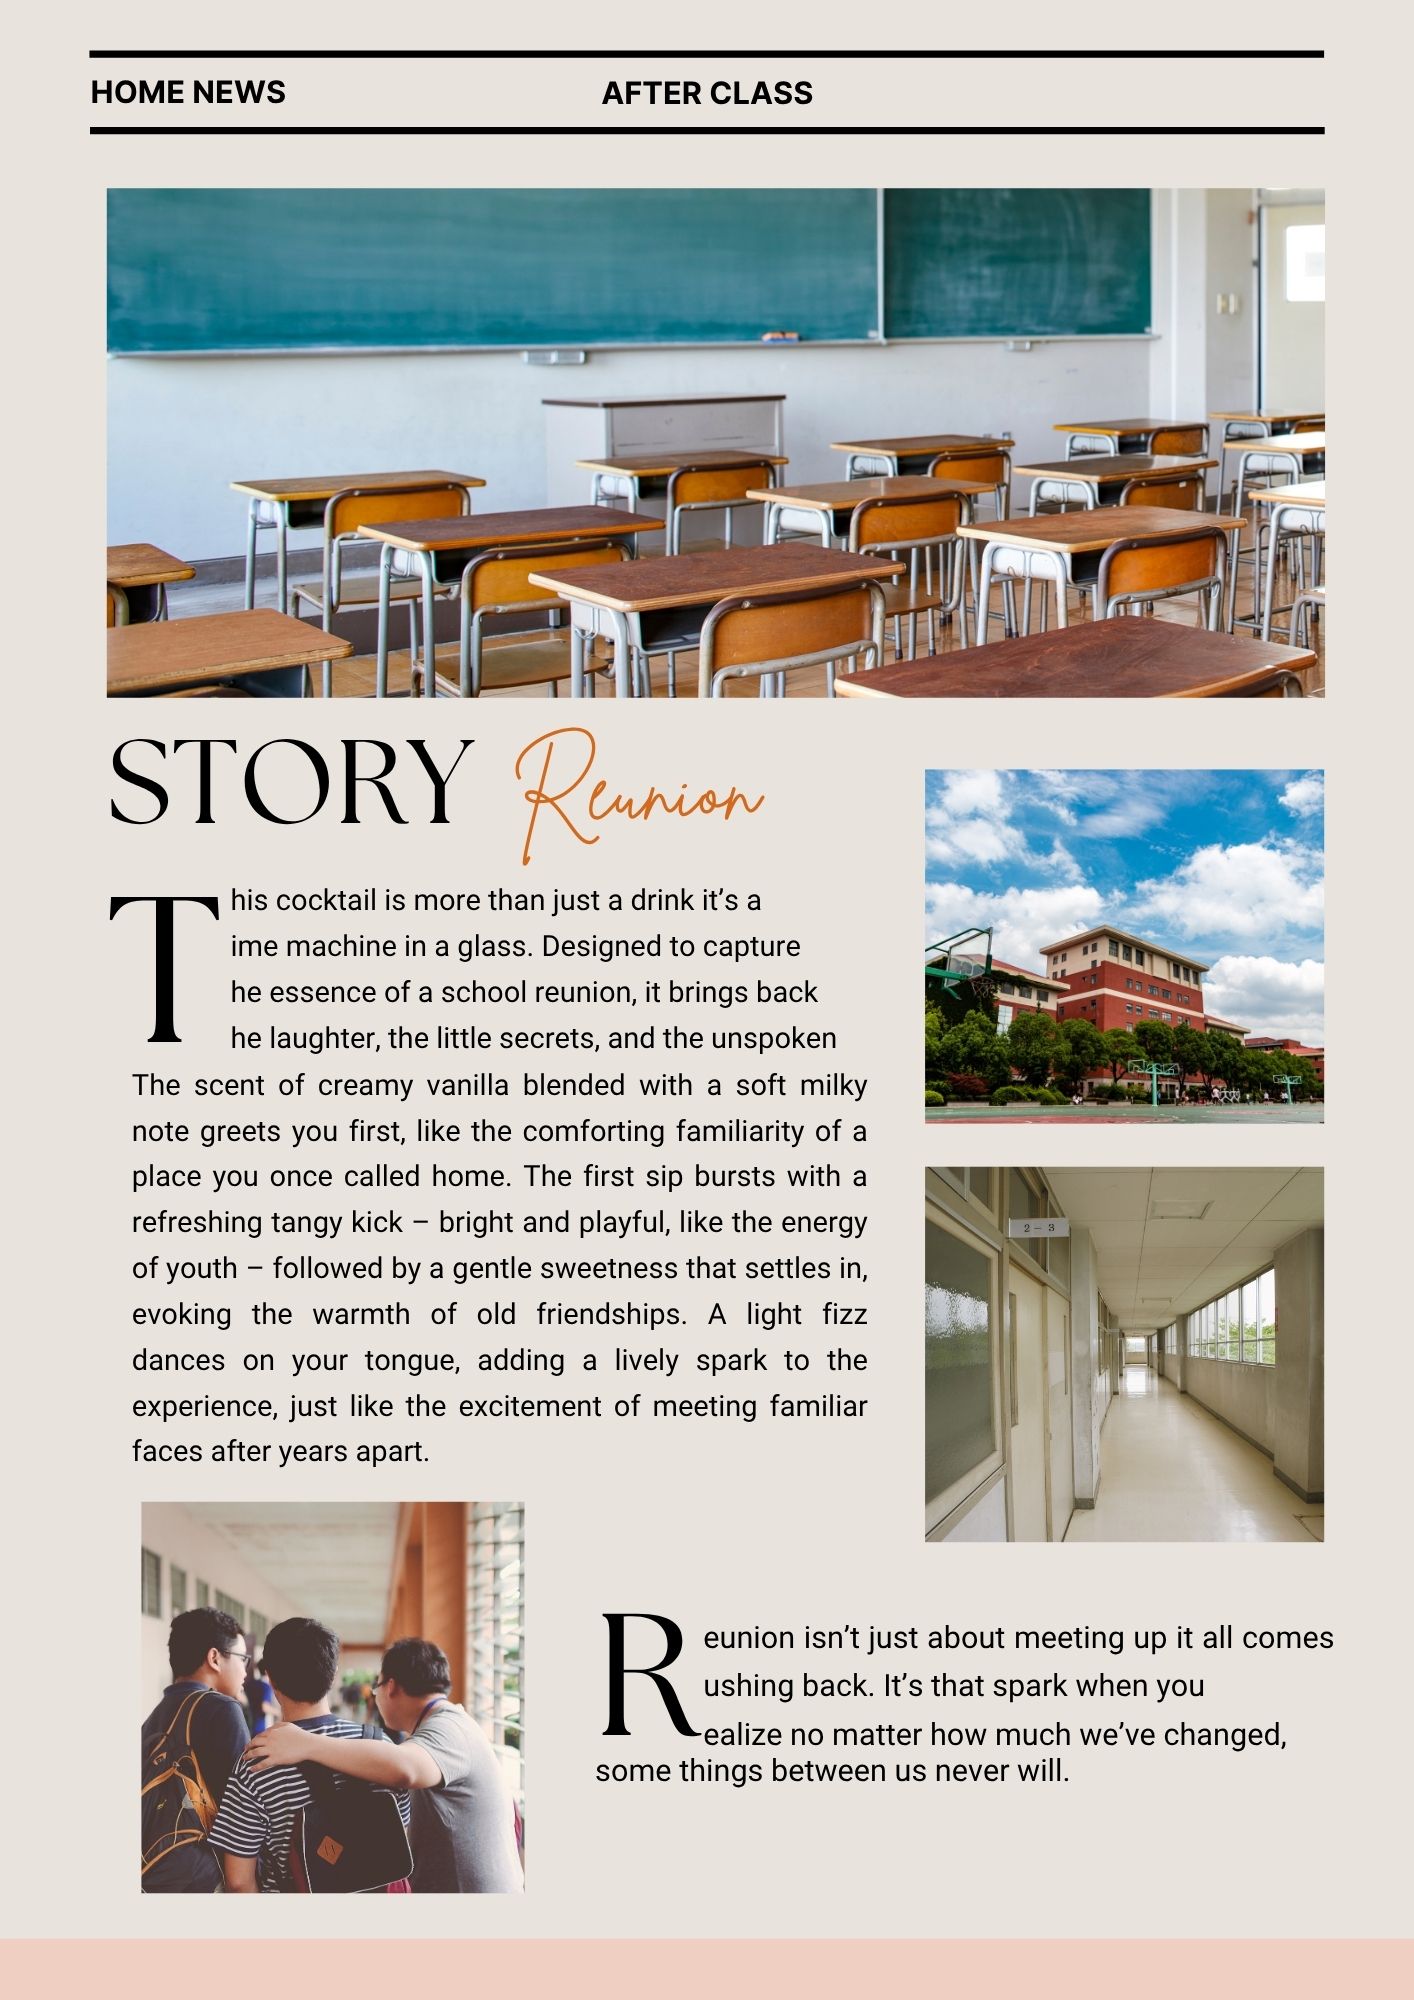 HOME NEWS
AFTER CLASS
STORY Reunion
This cocktail is more than just a drink it’s a
ime machine in a glass. Designed to capture
he essence of a school reunion, it brings back
he laughter, the little secrets, and the unspoken
The scent of creamy vanilla blended with a soft milky
note greets you first, like the comforting familiarity of a
place you once called home. The first sip bursts with a
refreshing tangy kick – bright and playful, like the energy
of youth – followed by a gentle sweetness that settles in,
evoking the warmth of old friendships. A light fizz
dances on your tongue, adding a lively spark to the
experience, just like the excitement of meeting familiar
faces after years apart.
2 – 3
Reunion isn’t just about meeting up it all comes
ushing back. It’s that spark when you
ealize no matter how much we’ve changed,
some things between us never will.